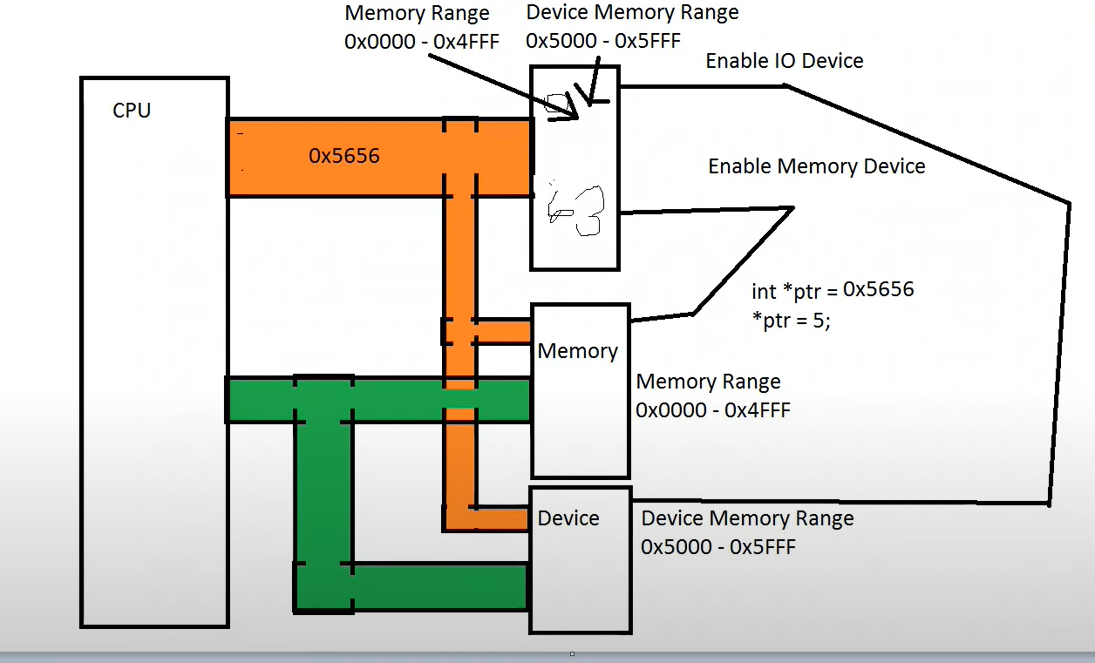 Memory Range
0x0000 - 0x4FFF
Device Memory Range
0x5000 - 0x5FFF
Enable IO Device
CPU
0x5656
Enable Memory Device
int *ptr = 0x5656
*ptr = 5;
Memory
Memory Range
0x0000 - 0x4FFF
Device
Device Memory Range
0x5000 - 0x5FFF